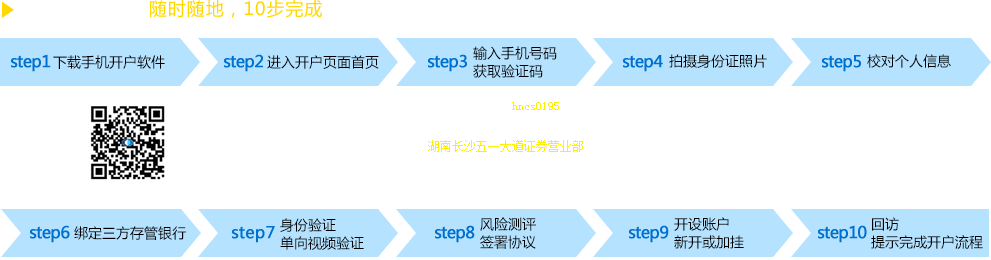 随时随地，10步完成
step1 下载手机开户软件
step2 进入开户页面首页
step3 输入手机号码
获取验证码
step4 拍摄身份证照片
step5 校对个人信息
hncs0195
湖南长沙五一大道证券营业部
step6 绑定三方存管银行
step7 身份验证
单向视频验证
step8 风险测评
签署协议
step9 开设账户
新开或加挂
step10 回访
提示完成开户流程